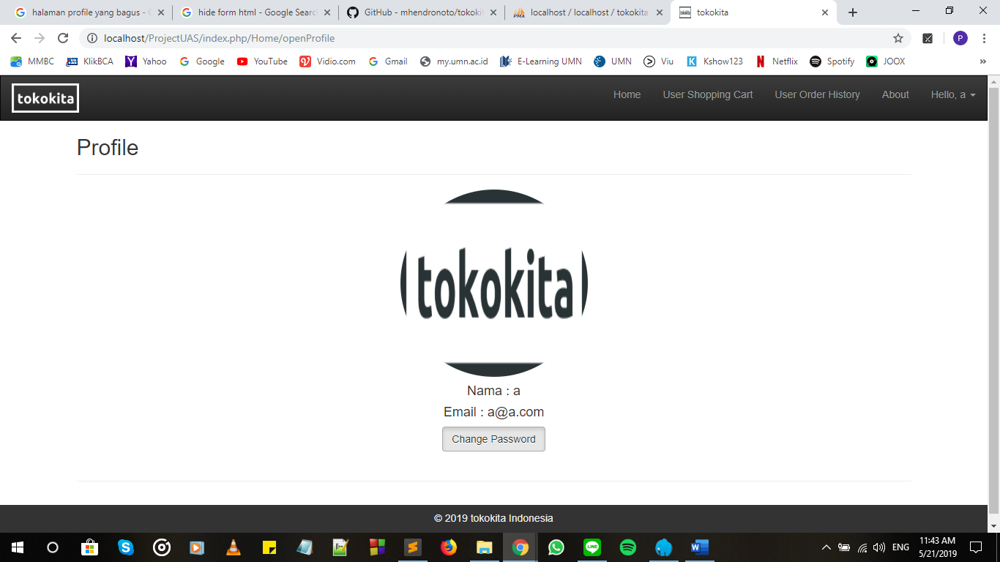 halaman profile yang bagus - G
hide form html - Google Searc
GitHub - mhendronoto/tokokit
localhost / localhost / tokokita
tokokita
localhost/ProjectUAS/index.php/Home/openProfile
P
MMBC KlikBCA Yahoo Google YouTube Vidio.com Gmail my.umn.ac.id E-Learning UMN UMN Viu Kshow123 Netflix Spotify JOOX »
tokokita
Home User Shopping Cart User Order History About Hello, a
Profile
tokokita
Nama : a
Email : a@a.com
Change Password
© 2019 tokokita Indonesia
ENG
11:43 AM
5/21/2019